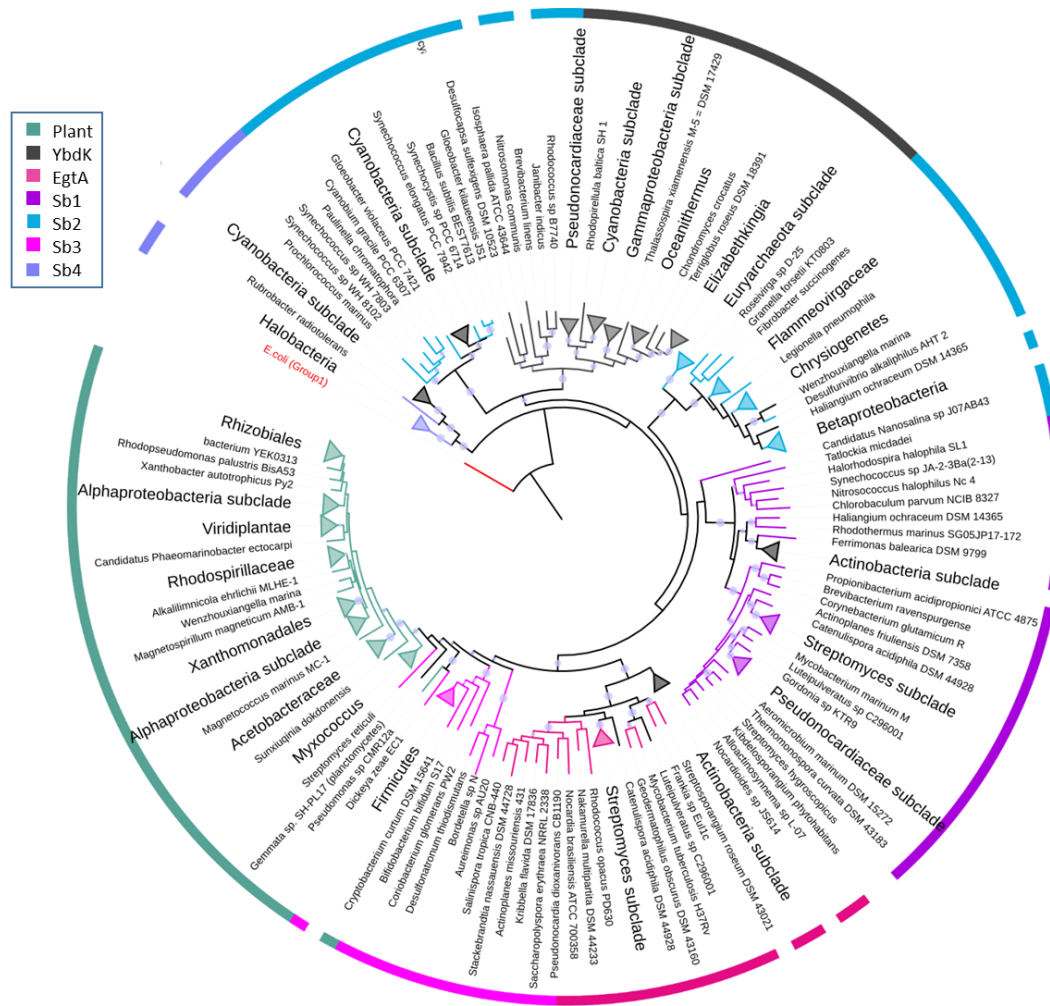 Plant
YbdK
EgtA
Sb1
Sb2
Sb3
Sb4
E.coli (Group1)
Halobacteria
Rubrobacter radiotolerans
Cyanobacteria subclade
Prochlorococcus marinus
Synechococcus sp WH 8102
Synechococcus sp WH 7803
Paulinella chromatophora
Cyanobium gracile PCC 6307
Gloeobacter violaceus PCC 7421
Cyanobacteria subclade
Synechococcus elongatus PCC 7942
Synechocystis sp PCC 6714
Bacillus subtilis BEST7613
Gloeobacter kilaueensis JS1
Desulfocapsa sulfexigens DSM 10523
Isosphaera pallida ATCC 43644
Nitrosomonas communis
Brevibacterium linens
Janibacter indicus
Rhodococcus sp B7740
Pseudonocardiaceae subclade
Rhodopirellula baltica SH 1
Cyanobacteria subclade
Gammaproteobacteria subclade
Thalassospira xiamenensis M-5 = DSM 17429
Oceanithermus
Chondromyces crocatus
Terriglobus roseus DSM 18391
Elizabethkingia
Euryarchaeota subclade
Roseivirga sp D-25
Gramella forsetii KT0803
Fibrobacter succinogenes
Flammeovirgaceae
Legionella pneumophila
Chrysiogenetes
Wenzhouxiangella marina
Desulfurivibrio alkaliphilus AHT 2
Haliangium ochraceum DSM 14365
Betaproteobacteria
Candidatus Nanosalina sp J07AB43
Tatlockia micdadei
Halorhodospira halophila SL1
Synechococcus sp JA-2-3Ba(2-13)
Nitrosococcus halophilus Nc 4
Chlorobaculum parvum NCIB 8327
Haliangium ochraceum DSM 14365
Rhodothermus marinus SG05JP17-172
Ferrimonas balearica DSM 9799
Actinobacteria subclade
Propionibacterium acidipropionici ATCC 4875
Brevibacterium ravenspurgense
Corynebacterium glutamicum R
Actinoplanes friuliensis DSM 7358
Catenulispora acidiphila DSM 44928
Streptomyces subclade
Mycobacterium marinum M
Luteipulveratus sp C296001
Gordonia sp KTR9
Pseudonocardiaceae subclade
Aeromicrobium marinum DSM 15272
Thermomonospora curvata DSM 43183
Streptomyces hygroscopicus
Kibdelosporangium phytohabitans
Alloactinosynnema sp L-07
Nocardioides sp JS614
Actinobacteria subclade
Streptosporangium roseum DSM 43021
Frankia sp EuI1c
Luteipulveratus sp C296001
Mycobacterium tuberculosis H37Rv
Geodermatophilus obscurus DSM 43160
Catenulispora acidiphila DSM 44928
Streptomyces subclade
Rhodococcus opacus PD630
Nakamurella multipartita DSM 44233
Nocardia brasiliensis ATCC 700358
Pseudonocardia dioxanivorans CB1190
Saccharopolyspora erythraea NRRL 2338
Kribbella flavida DSM 17836
Actinoplanes missouriensis 431
Stackebrandtia nassauensis DSM 44728
Salinispora tropica CNB-440
Aureimonas sp AU20
Bordetella sp N
Desulfonatronum thiodismutans
Coriobacterium glomerans PW2
Bifidobacterium bifidum S17
Cryptobacterium curtum DSM 15641
Firmicutes
Dickeya zeae EC1
Pseudomonas sp CMR12a
Gemmata sp. SH-PL17 (planctomycetes)
Streptomyces reticuli
Myxococcus
Sunxiuqinia dokdonensis
Acetobacteraceae
Magnetococcus marinus MC-1
Alphaproteobacteria subclade
Xanthomonadales
Magnetospirillum magneticum AMB-1
Wenzhouxiangella marina
Alkalilimnicola ehrlichii MLHE-1
Rhodospirillaceae
Candidatus Phaeomarinobacter ectocarpi
Viridiplantae
Alphaproteobacteria subclade
Xanthobacter autotrophicus Py2
Rhodopseudomonas palustris BisA53
bacterium YEK0313
Rhizobiales